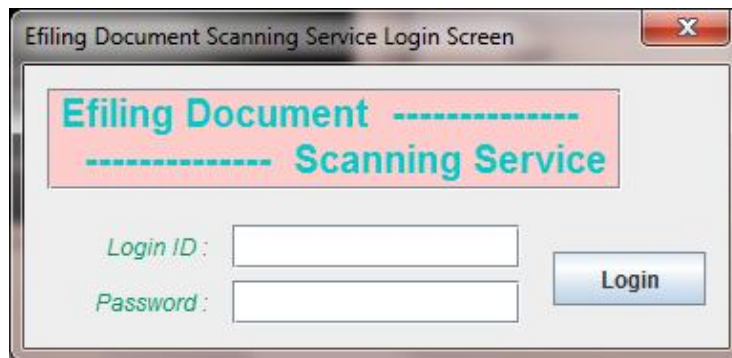 Efiling Document Scanning Service Login Screen
Efiling Document --------------
-------------- Scanning Service
Login ID :
Login
Password :